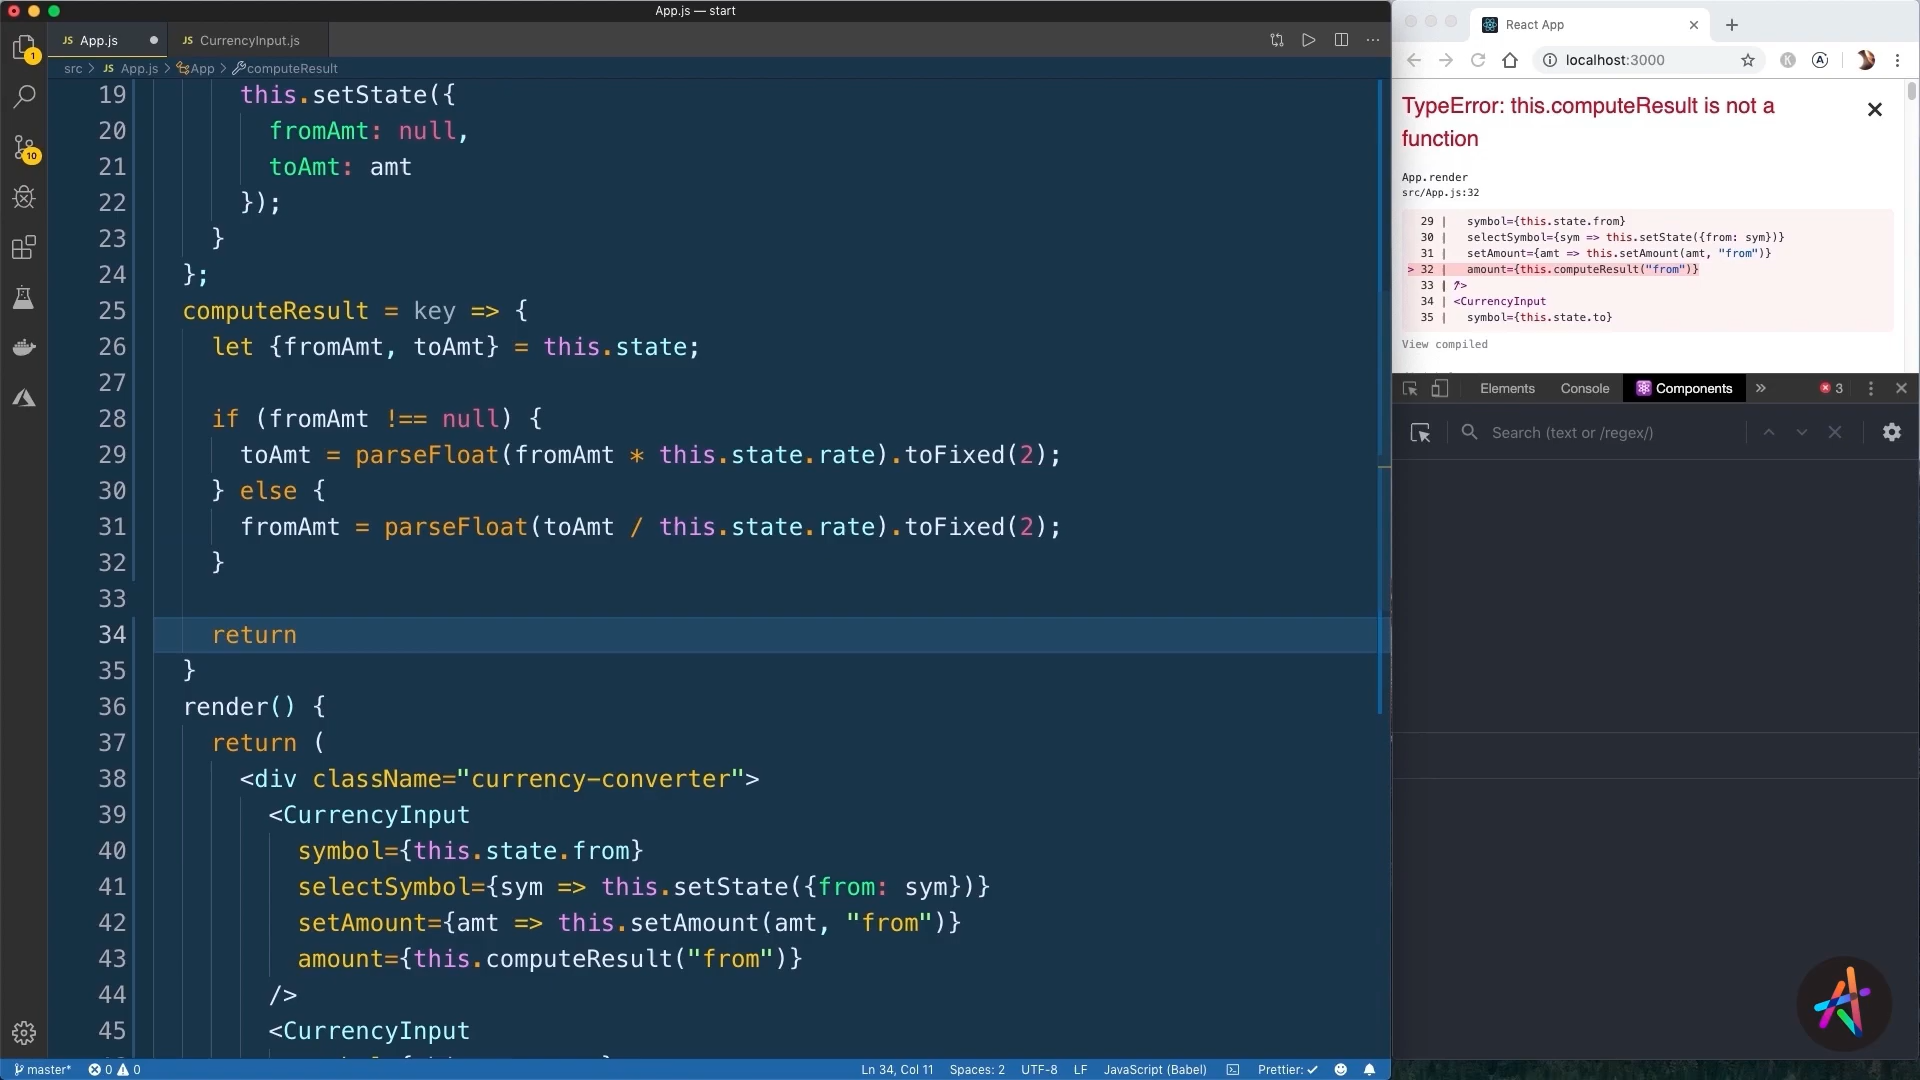 App.js — start
JS App.js
JS CurrencyInput.js
src > JS App.js > App > computeResult
1
10
19 this.setState({
20 fromAmt: null,
21 toAmt: amt
22 });
23 }
24 };
25 computeResult = key => {
26 let {fromAmt, toAmt} = this.state;
27
28 if (fromAmt !== null) {
29 toAmt = parseFloat(fromAmt * this.state.rate).toFixed(2);
30 } else {
31 fromAmt = parseFloat(toAmt / this.state.rate).toFixed(2);
32 }
33
34 return
35 }
36 render() {
37 return (
38 <div className="currency-converter">
39 <CurrencyInput
40 symbol={this.state.from}
41 selectSymbol={sym => this.setState({from: sym})}
42 setAmount={amt => this.setAmount(amt, "from")}
43 amount={this.computeResult("from")}
44 />
45 <CurrencyInput
master* 0 0
Ln 34, Col 11 Spaces: 2 UTF-8 LF JavaScript (Babel) Prettier: ✓
React App
localhost:3000
K A
TypeError: this.computeResult is not a
function
App.render
src/App.js:32
29 | symbol={this.state.from}
30 | selectSymbol={sym => this.setState({from: sym})}
31 | setAmount={amt => this.setAmount(amt, "from")}
> 32 | amount={this.computeResult("from")}
33 | />
34 | <CurrencyInput
35 | symbol={this.state.to}
View compiled
Elements Console Components » 3
Search (text or /regex/)